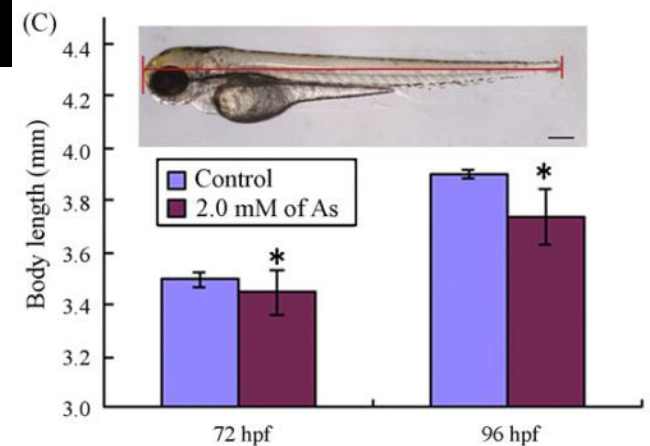 (C)
Body length (mm)
4.4
4.2
4.0
3.8
3.6
3.4
3.2
3.0
Control
2.0 mM of As
*
*
72 hpf
96 hpf